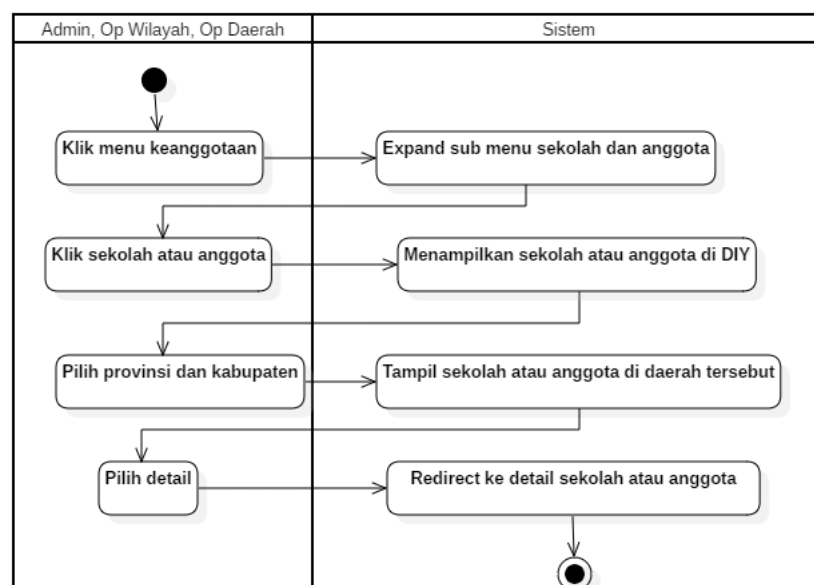 Admin, Op Wilayah, Op Daerah
Sistem
Klik menu keanggotaan
Expand sub menu sekolah dan anggota
Klik sekolah atau anggota
Menampilkan sekolah atau anggota di DIY
Pilih provinsi dan kabupaten
Tampil sekolah atau anggota di daerah tersebut
Pilih detail
Redirect ke detail sekolah atau anggota